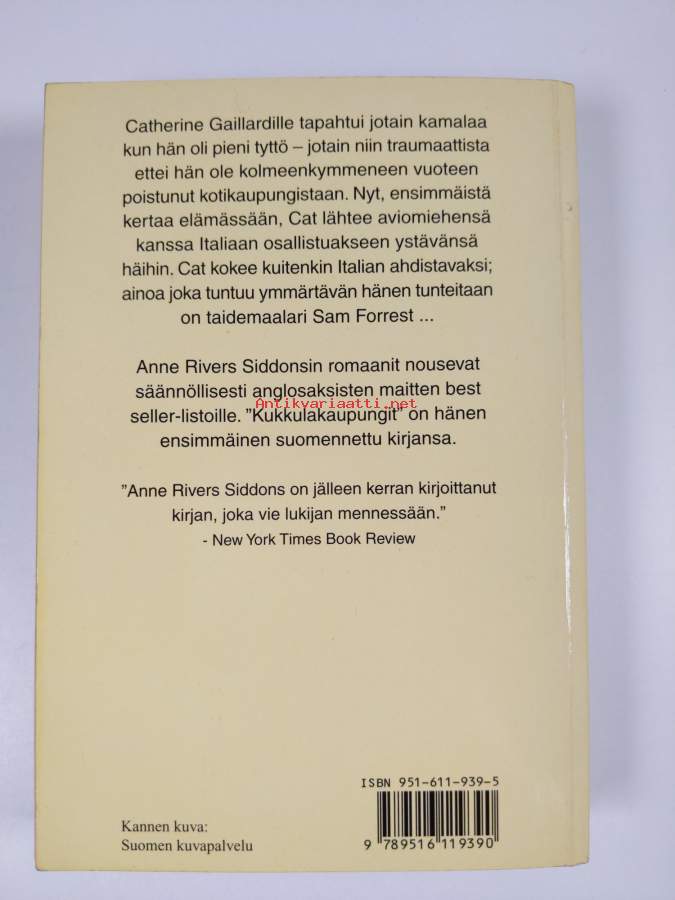 Catherine Gaillardille tapahtui jotain kamalaa
kun hän oli pieni tyttö – jotain niin traumaattista
ettei hän ole kolmeenkymmeneen vuoteen
poistunut kotikaupungistaan. Nyt, ensimmäistä
kertaa elämässään, Cat lähtee aviomiehensä
kanssa Italiaan osallistuakseen ystävänsä
häihin. Cat kokee kuitenkin Italian ahdistavaksi;
ainoa joka tuntuu ymmärtävän hänen tunteitaan
on taidemaalari Sam Forrest ...
Anne Rivers Siddonsin romaanit nousevat
säännöllisesti anglosaksisten maitten best
Antikvariaatti.net
seller-listoille. ”Kukkulakaupungit” on hänen
ensimmäinen suomennettu kirjansa.
”Anne Rivers Siddons on jälleen kerran kirjoittanut
kirjan, joka vie lukijan mennessään.”
- New York Times Book Review
ISBN 951-611-939-5
9 789516 119390
Kannen kuva:
Suomen kuvapalvelu